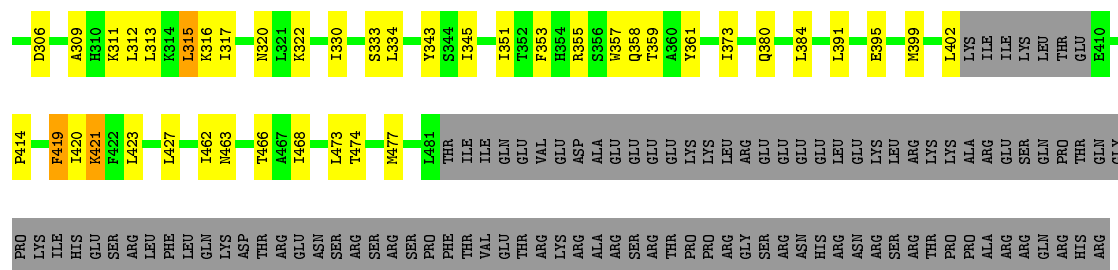 D306 A309 H310 K311 L312 L313 K314 L315 K316 I317 N320 L321 K322 I330 S333 L334 Y343 S344 I345 I351 T352 F353 H354 R355 S356 W357 Q358 T359 A360 Y361 I373 Q380 L384 L391 E395 M399 L402 LYS ILE ILE LYS LEU THR GLU E410
P414 F419 I420 K421 F422 L423 L427 I462 N463 T466 A467 I468 L473 T474 M477 L481 THR ILE ILE GLN GLU VAL GLU ASP ALA GLU GLU GLU GLU LYS LYS LEU ARG GLU GLU GLU GLU LEU GLU LYS LEU ARG LYS LYS ALA ARG GLU SER GLN PRO THR GLN GLY
PRO LYS ILE HIS GLU SER ARG LEU PHE LEU GLN LYS ASP THR ARG GLU ASN SER ARG SER ARG SER PRO PHE THR VAL GLU THR ARG LYS ARG ALA ARG SER ARG THR PRO PRO ARG GLY SER ARG ASN HIS ARG ASN ARG SER ARG THR PRO PRO ALA ARG ARG GLN ARG HIS ARG